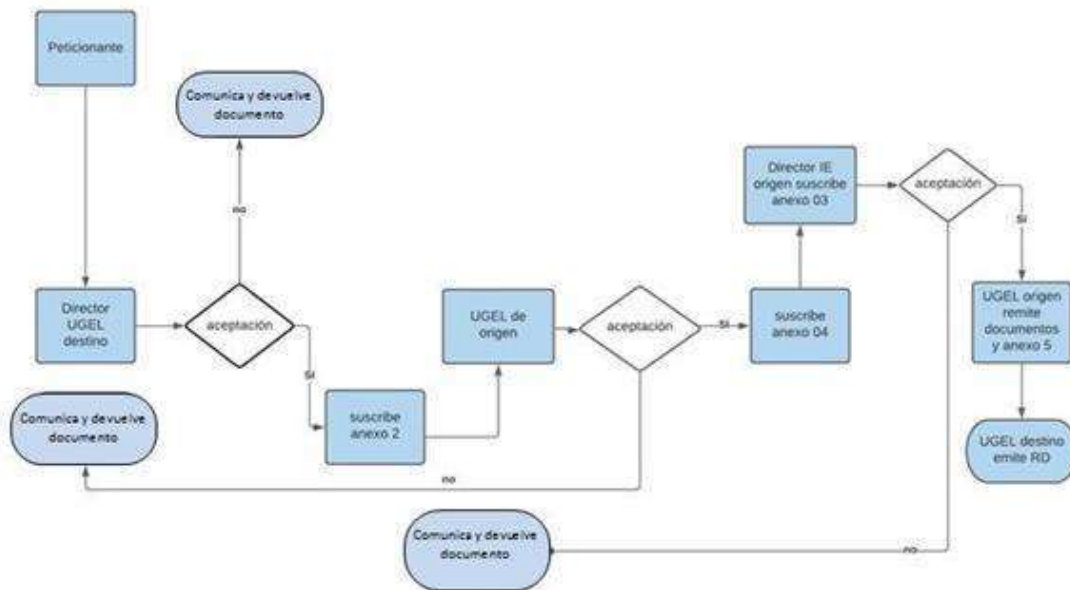 Peticionante
Comunica y devuelve
documento
no
Director
UGEL
destino
aceptación
SI
suscribe
anexo 2
UGEL de
origen
aceptación
SI
suscribe
anexo 04
Director IE
origen suscribe
anexo 03
aceptación
SI
UGEL origen
remite
documentos
y anexo 5
UGEL destino
emite RD
Comunica y devuelve
documento
no
Comunica y devuelve
documento
no